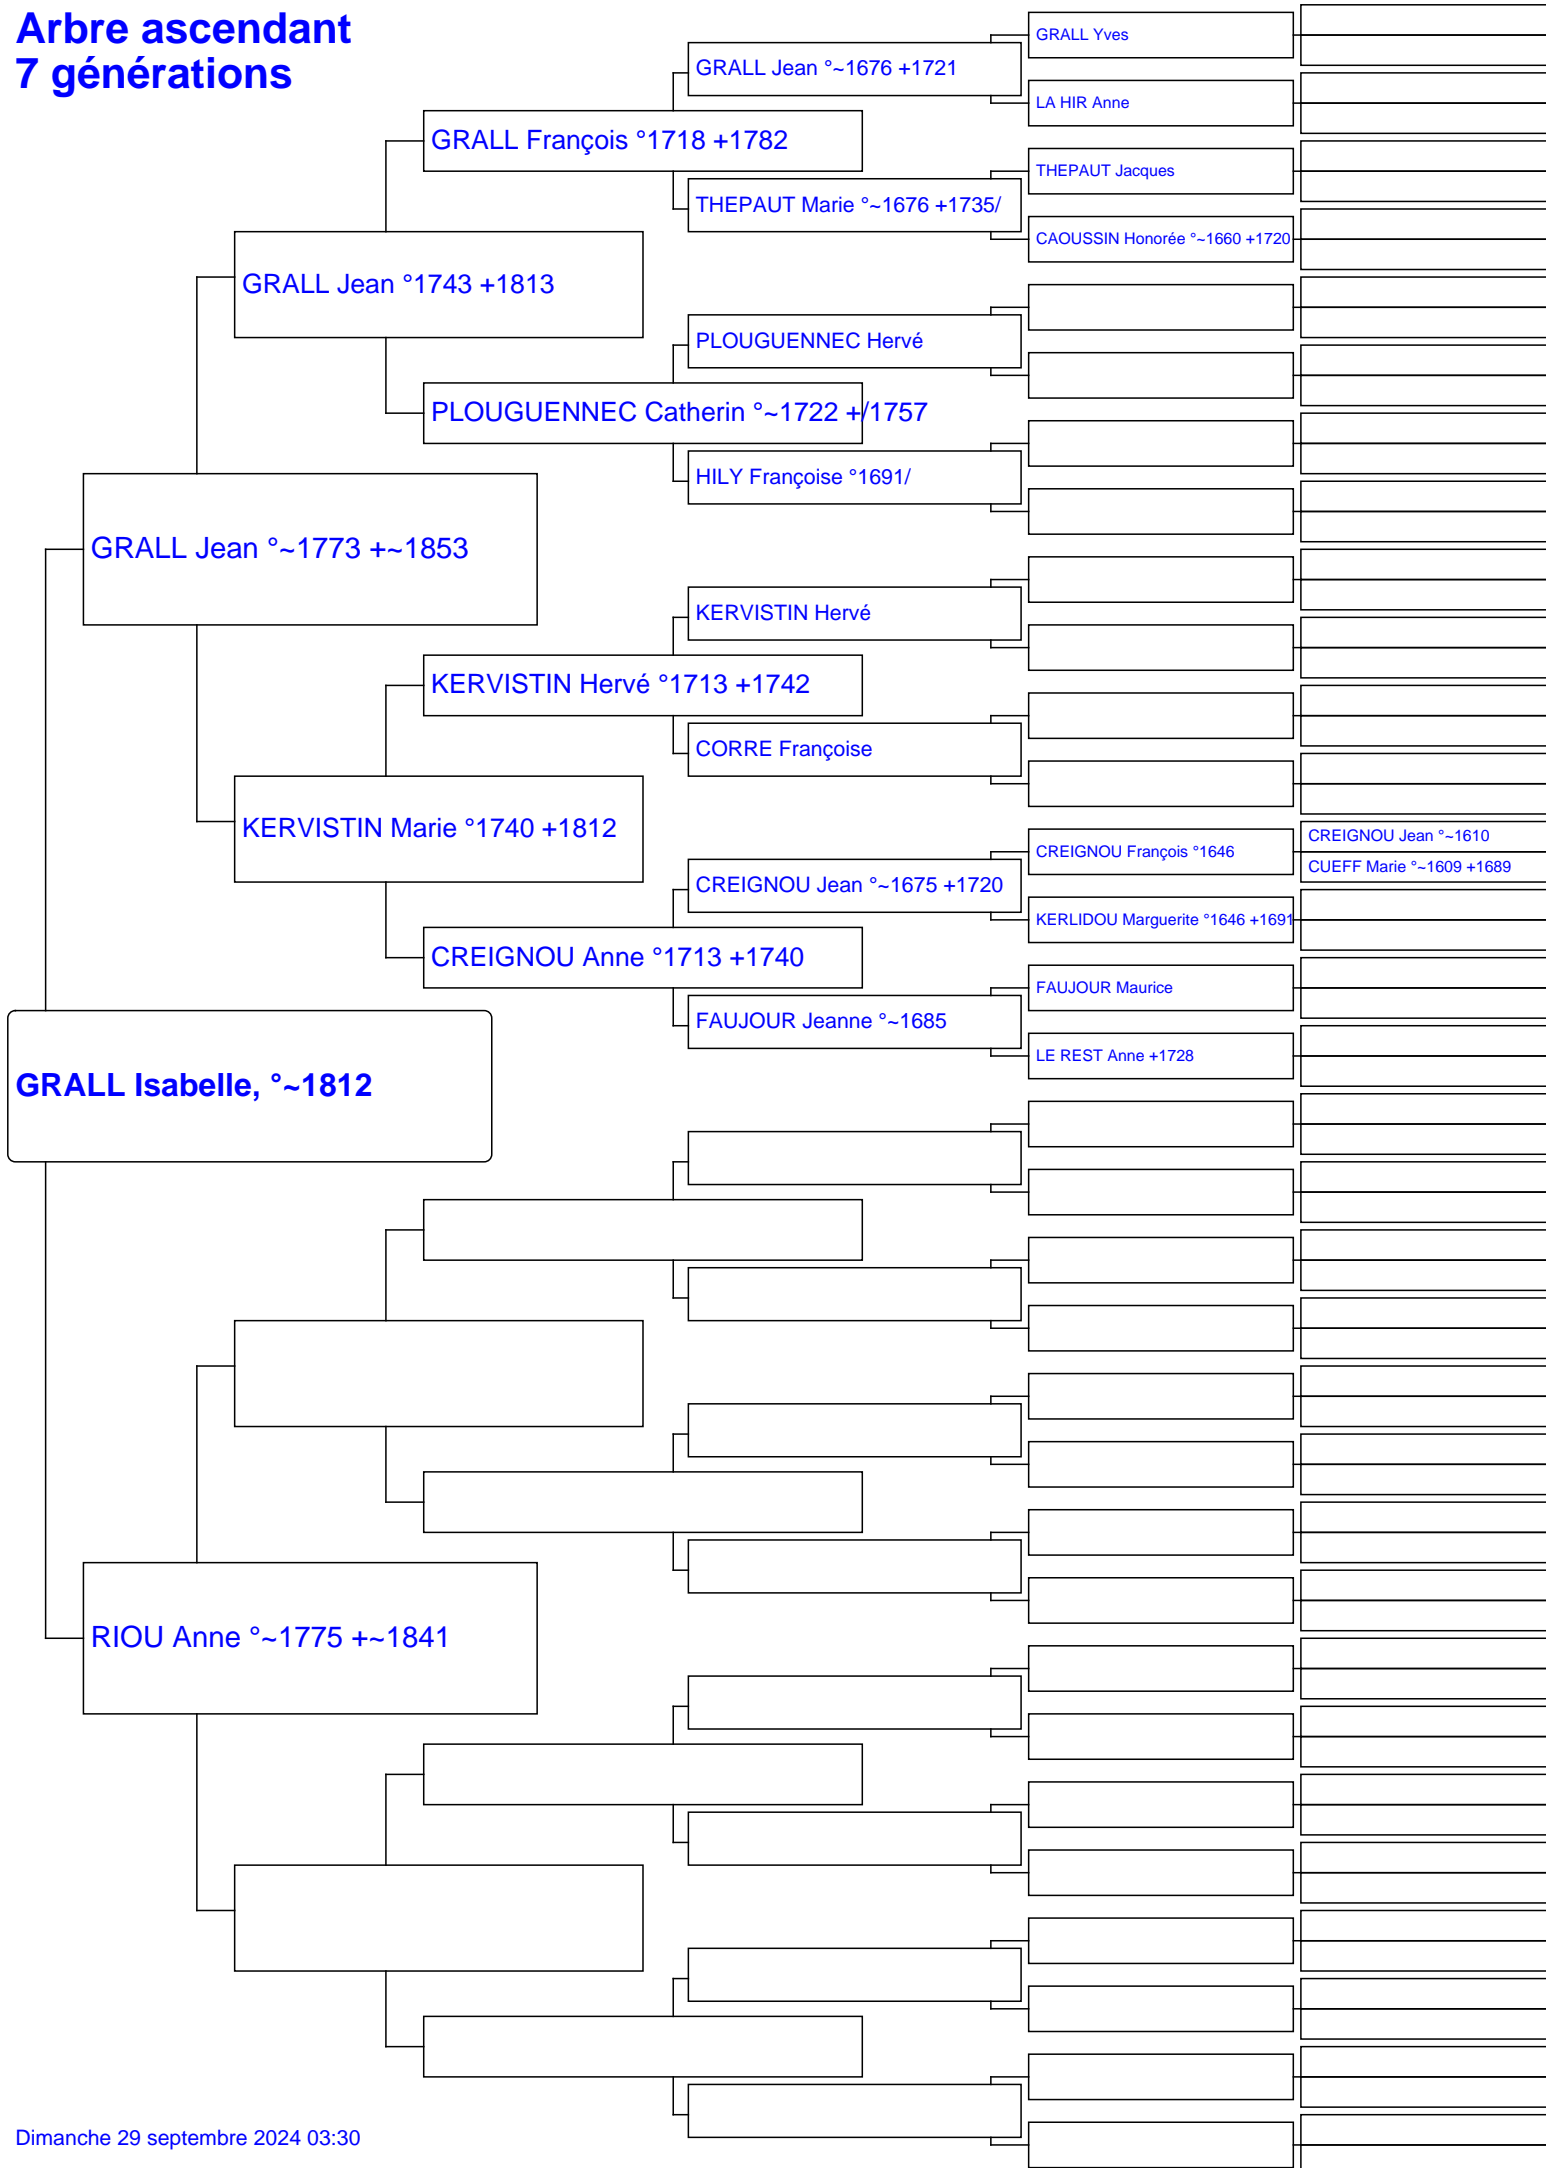 Arbre ascendant
7 générations
GRALL Yves
GRALL Jean °~1676 +1721
LA HIR Anne
GRALL François °1718 +1782
THEPAUT Jacques
THEPAUT Marie °~1676 +1735/
CAOUSSIN Honorée °~1660 +1720
GRALL Jean °1743 +1813
PLOUGUENNEC Hervé
PLOUGUENNEC Catherin °~1722 +/1757
HILY Françoise °1691/
GRALL Jean °~1773 +~1853
KERVISTIN Hervé
KERVISTIN Hervé °1713 +1742
CORRE Françoise
KERVISTIN Marie °1740 +1812
CREIGNOU Jean °~1610
CREIGNOU François °1646
CUEFF Marie °~1609 +1689
CREIGNOU Jean °~1675 +1720
KERLIDOU Marguerite °1646 +1691
CREIGNOU Anne °1713 +1740
FAUJOUR Maurice
FAUJOUR Jeanne °~1685
LE REST Anne +1728
GRALL Isabelle, °~1812
RIOU Anne °~1775 +~1841
Dimanche 29 septembre 2024 03:30